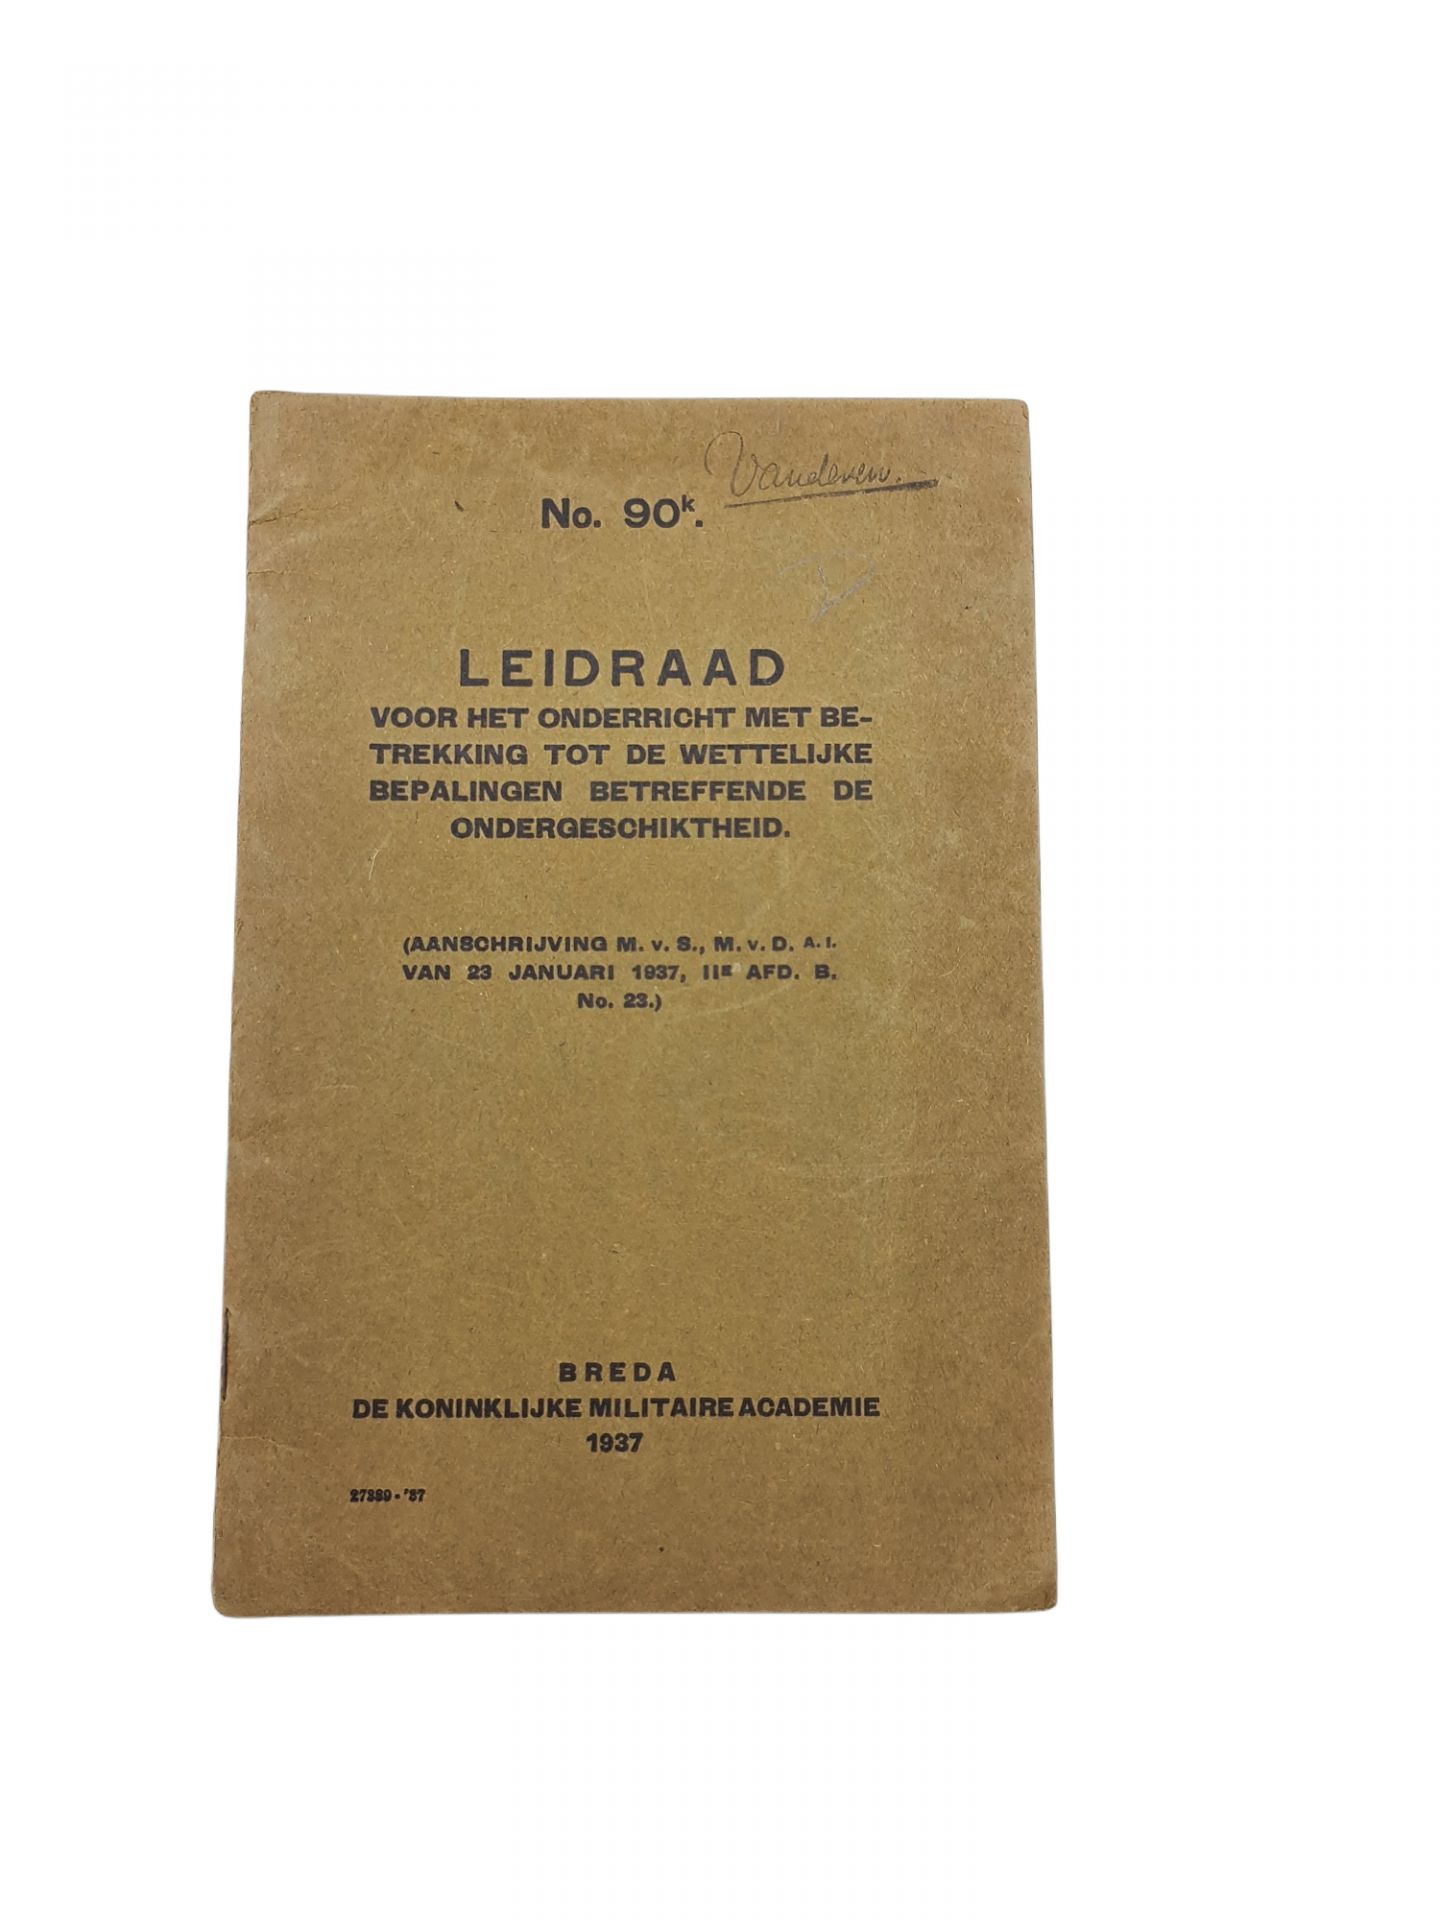 Vandeven.
No. 90k.
LEIDRAAD
VOOR HET ONDERRICHT MET BE-
TREKKING TOT DE WETTELIJKE
BEPALINGEN BETREFFENDE DE
ONDERGESCHIKTHEID.
(AANSCHRIJVING M. v. S., M. v. D. A. I.
VAN 23 JANUARI 1937, IIE AFD. B.
No. 23.)
BREDA
DE KONINKLIJKE MILITAIRE ACADEMIE
1937
27389 - '37